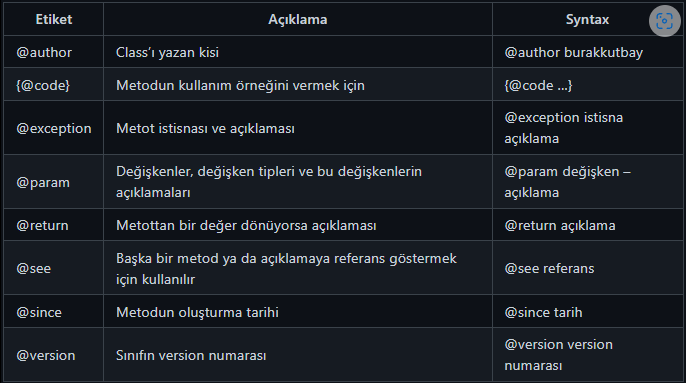 Etiket Açıklama Syntax
@author Class’ı yazan kisi @author burakkutbay
{@code} Metodun kullanım örneğini vermek için {@code …}
@exception Metot istisnası ve açıklaması @exception istisna
açıklama
@param Değişkenler, değişken tipleri ve bu değişkenlerin
açıklamaları @param değişken –
açıklama
@return Metottan bir değer dönüyorsa açıklaması @return açıklama
@see Başka bir metod ya da açıklamaya referans göstermek
için kullanılır @see referans
@since Metodun oluşturma tarihi @since tarih
@version Sınıfın version numarası @version version
numarası